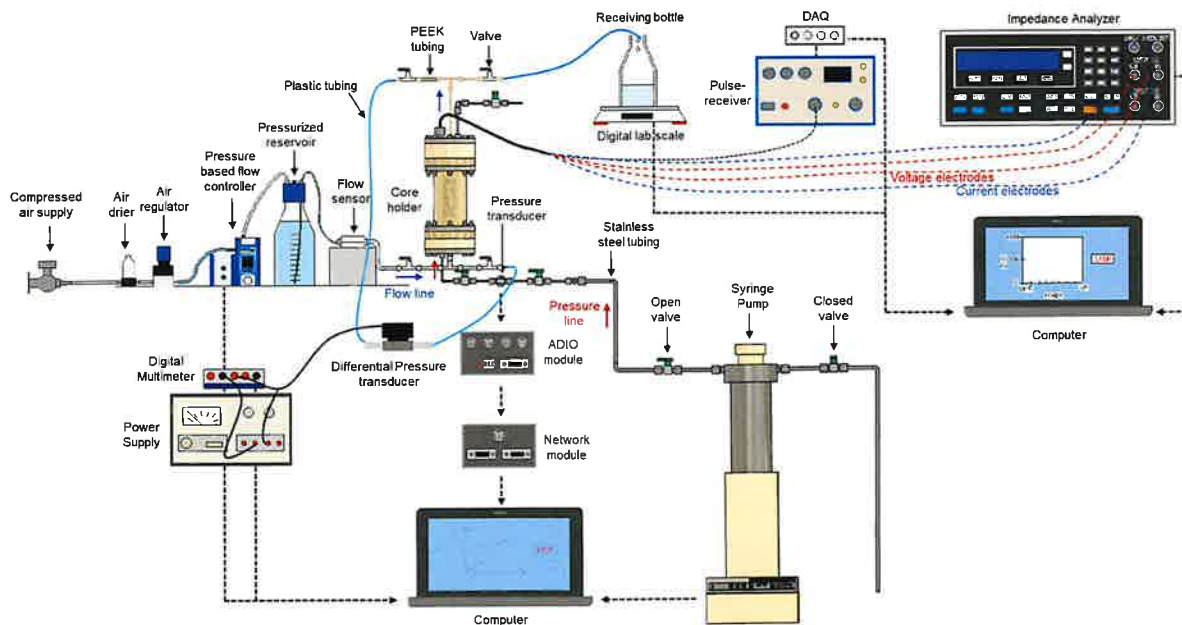 Receiving bottle
DAQ
Impedance Analyzer
PEEK
tubing
Valve
Plastic tubing
Pulse-
receiver
Pressurized
reservoir
Digital lab scale
Pressure
based flow
controller
Voltage electrodes
Current electrodes
Flow
sensor
Core
holder
Pressure
transducer
Compressed
air supply
Air
drier
Air
regulator
Stainless
steel tubing
Flow line
Pressure
line
Open
valve
Syringe
Pump
Closed
valve
Computer
Differential Pressure
transducer
ADIO
module
Digital
Multimeter
Power
Supply
Network
module
Computer